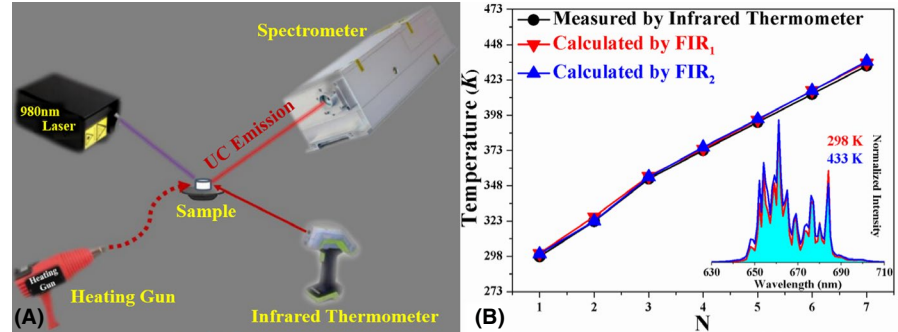 Spectrometer
980nm
Laser
UC Emission
Sample
Heating
Gun
Heating Gun
Infrared Thermometer
(A)
Temperature (K)
473
448
423
398
373
348
323
298
273
Measured by Infrared Thermometer
Calculated by FIR1
Calculated by FIR2
298 K
433 K
Normalized Intensity
630 650 670 690 710
Wavelength (nm)
1 2 3 4 5 6 7
N
(B)